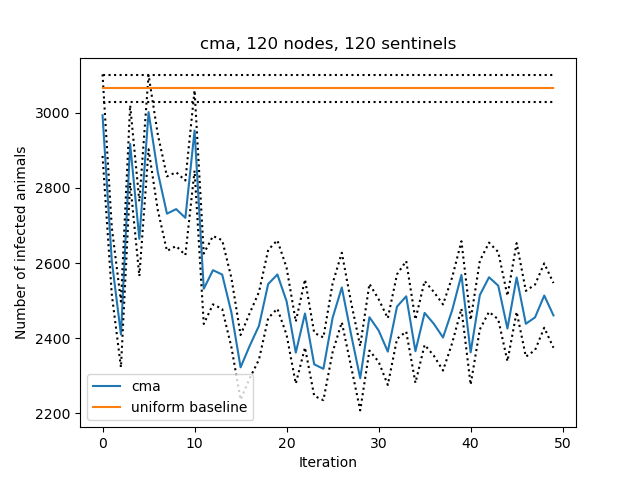 cma, 120 nodes, 120 sentinels
Number of infected animals
3000
2800
2600
2400
2200
cma
uniform baseline
0 10 20 30 40 50
Iteration